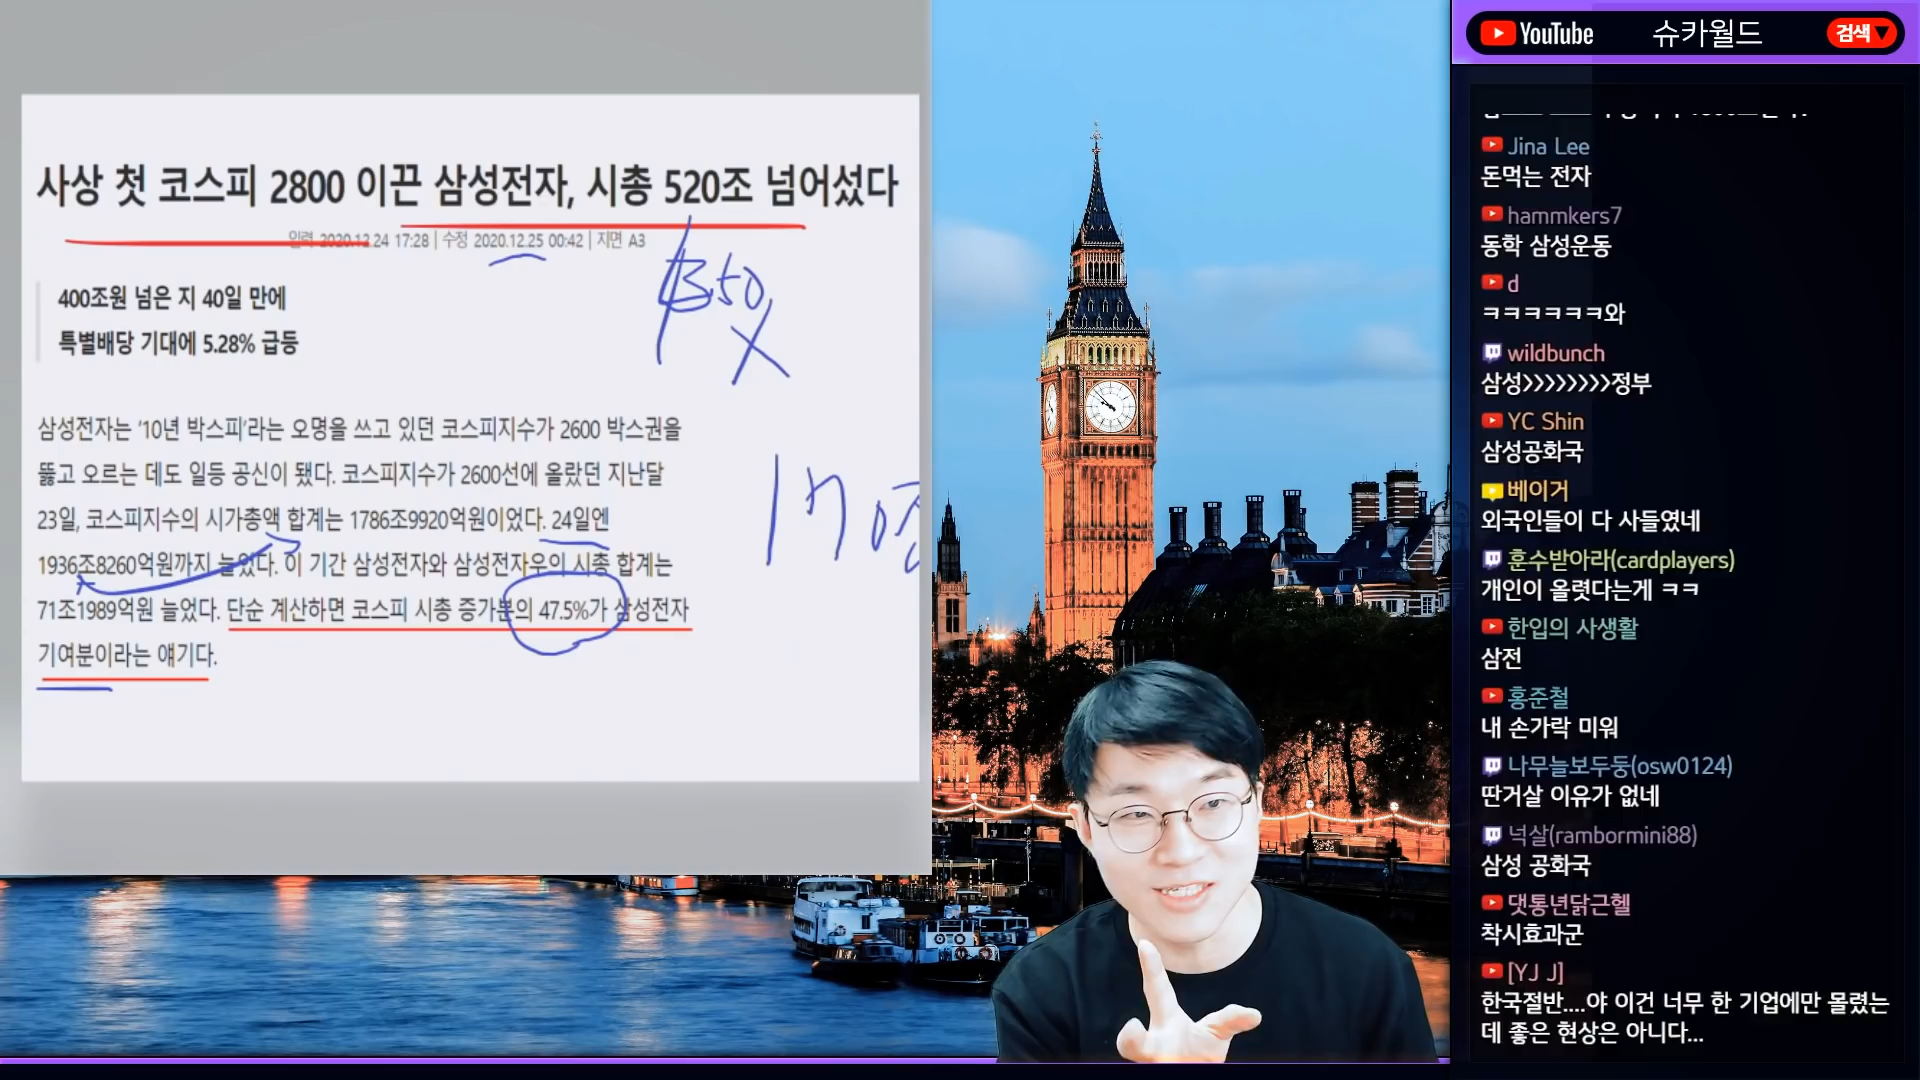 사상 첫 코스피 2800 이끈 삼성전자, 시총 520조 넘어섰다
입력 2020.12.24 17:28 | 수정 2020.12.25 00:42 | 지면 A3
400조원 넘은 지 40일 만에
특별배당 기대에 5.28% 급등
삼성전자는 '10년 박스피'라는 오명을 쓰고 있던 코스피지수가 2600 박스권을
뚫고 오르는 데도 일등 공신이 됐다. 코스피지수가 2600선에 올랐던 지난달
23일, 코스피지수의 시가총액 합계는 1786조9920억원이었다. 24일엔
1936조8260억원까지 늘었다. 이 기간 삼성전자와 삼성전자우의 시총 합계는
71조1989억원 늘었다. 단순 계산하면 코스피 시총 증가분의 47.5%가 삼성전자
기여분이라는 얘기다.
YouTube 슈카월드 검색▼
Jina Lee
돈먹는 전자
hammkers7
동학 삼성운동
d
ㅋㅋㅋㅋㅋㅋ와
wildbunch
삼성>>>>>>>>정부
YC Shin
삼성공화국
베이거
외국인들이 다 사들였네
훈수받아라(cardplayers)
개인이 올렷다는게 ㅋㅋ
한입의 사생활
삼전
홍준철
내 손가락 미워
나무늘보두둥(osw0124)
딴거살 이유가 없네
넉살(rambormini88)
삼성 공화국
댓통년닭근헬
착시효과군
[YJ J]
한국절반....야 이건 너무 한 기업에만 몰렸는
데 좋은 현상은 아니다...